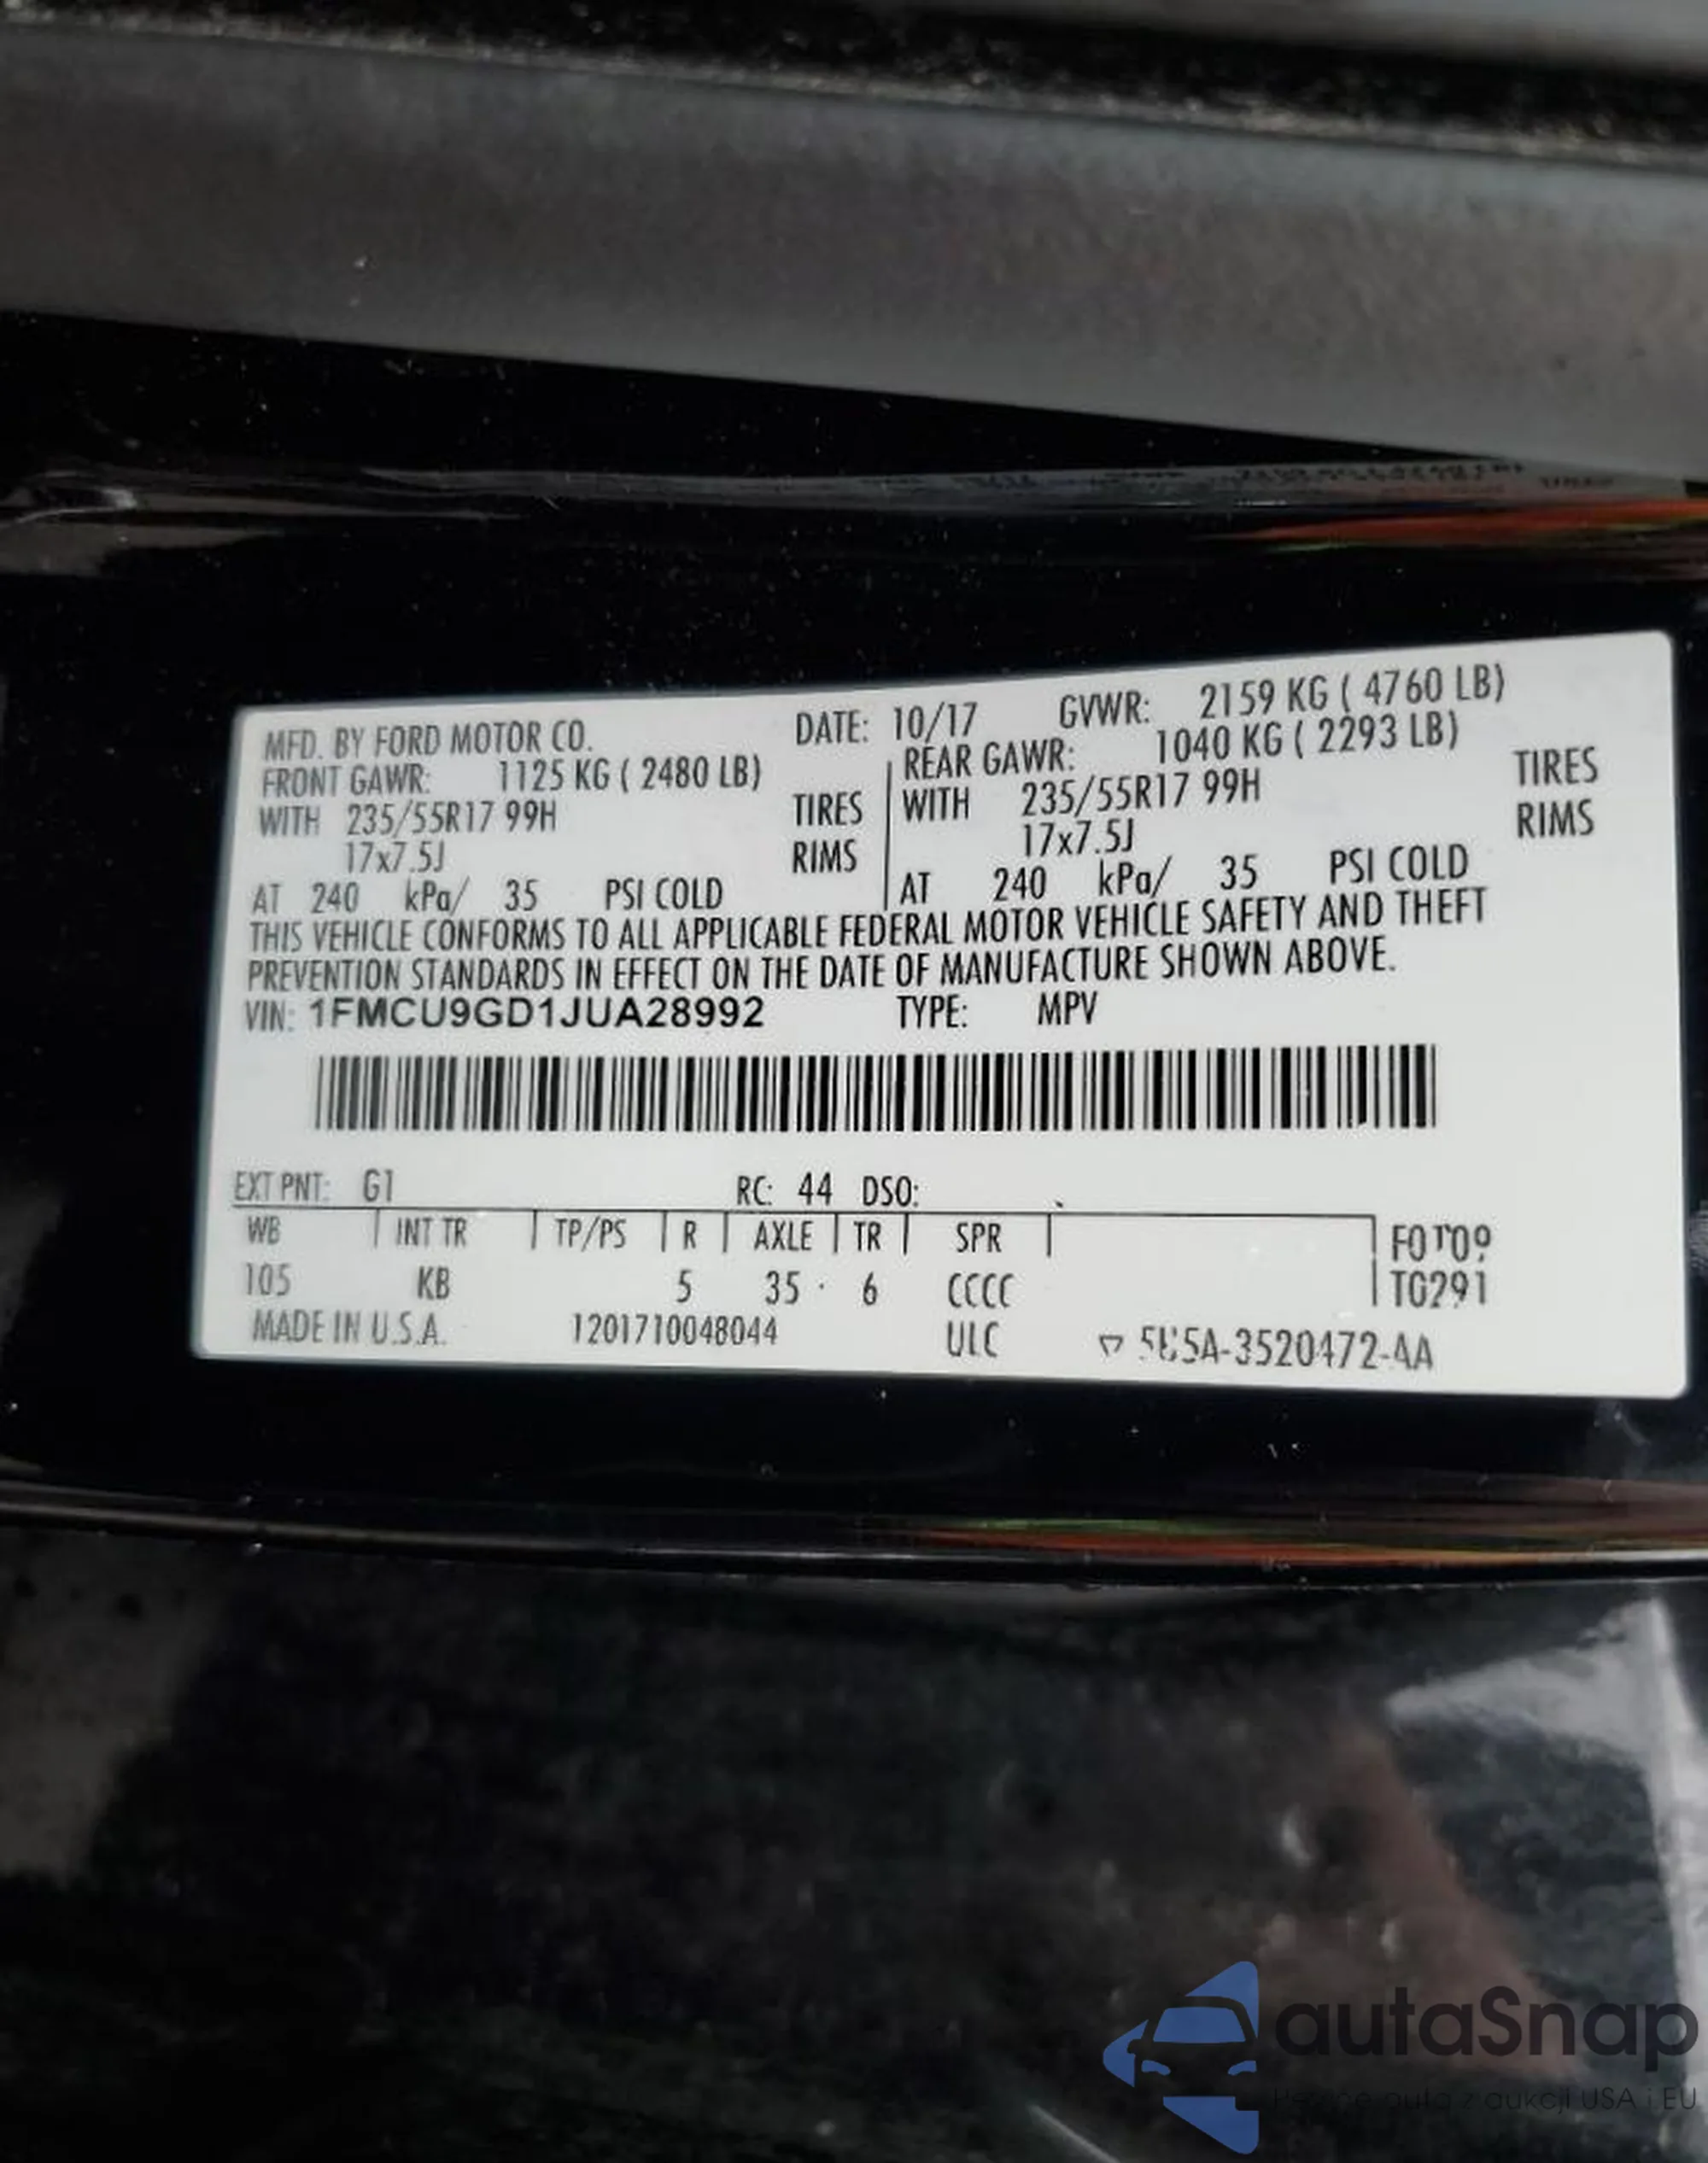 MFD. BY FORD MOTOR CO. DATE: 10/17 GVWR: 2159 KG ( 4760 LB)
FRONT GAWR: 1125 KG ( 2480 LB) REAR GAWR: 1040 KG ( 2293 LB)
WITH 235/55R17 99H TIRES WITH 235/55R17 99H TIRES
17x7.5J RIMS 17x7.5J RIMS
AT 240 kPa/ 35 PSI COLD AT 240 kPa/ 35 PSI COLD
THIS VEHICLE CONFORMS TO ALL APPLICABLE FEDERAL MOTOR VEHICLE SAFETY AND THEFT
PREVENTION STANDARDS IN EFFECT ON THE DATE OF MANUFACTURE SHOWN ABOVE.
VIN: 1FMCU9GD1JUA28992 TYPE: MPV
EXT PNT: G1 RC: 44 DSO:
WB INT TR TP/PS R AXLE TR SPR
105 KB 5 35 6 CCCC TG291
MADE IN U.S.A. 1201710048044 ULC
autaSnap
auta z aukcji USA i EU